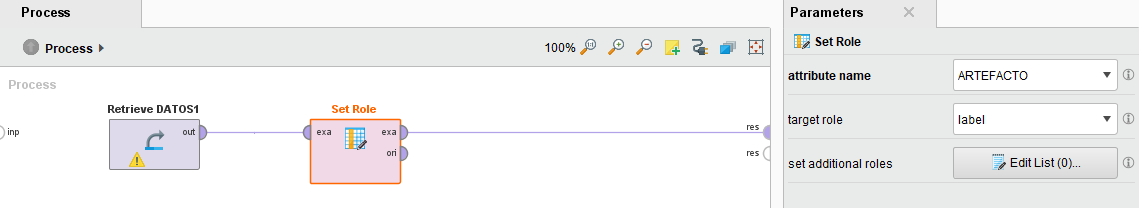 Process
Process
100%
Process
Retrieve DATOS1
inp
out
Set Role
exa
exa
ori
res
res
Parameters
Set Role
attribute name
ARTEFACTO
target role
label
set additional roles
Edit List (0)...